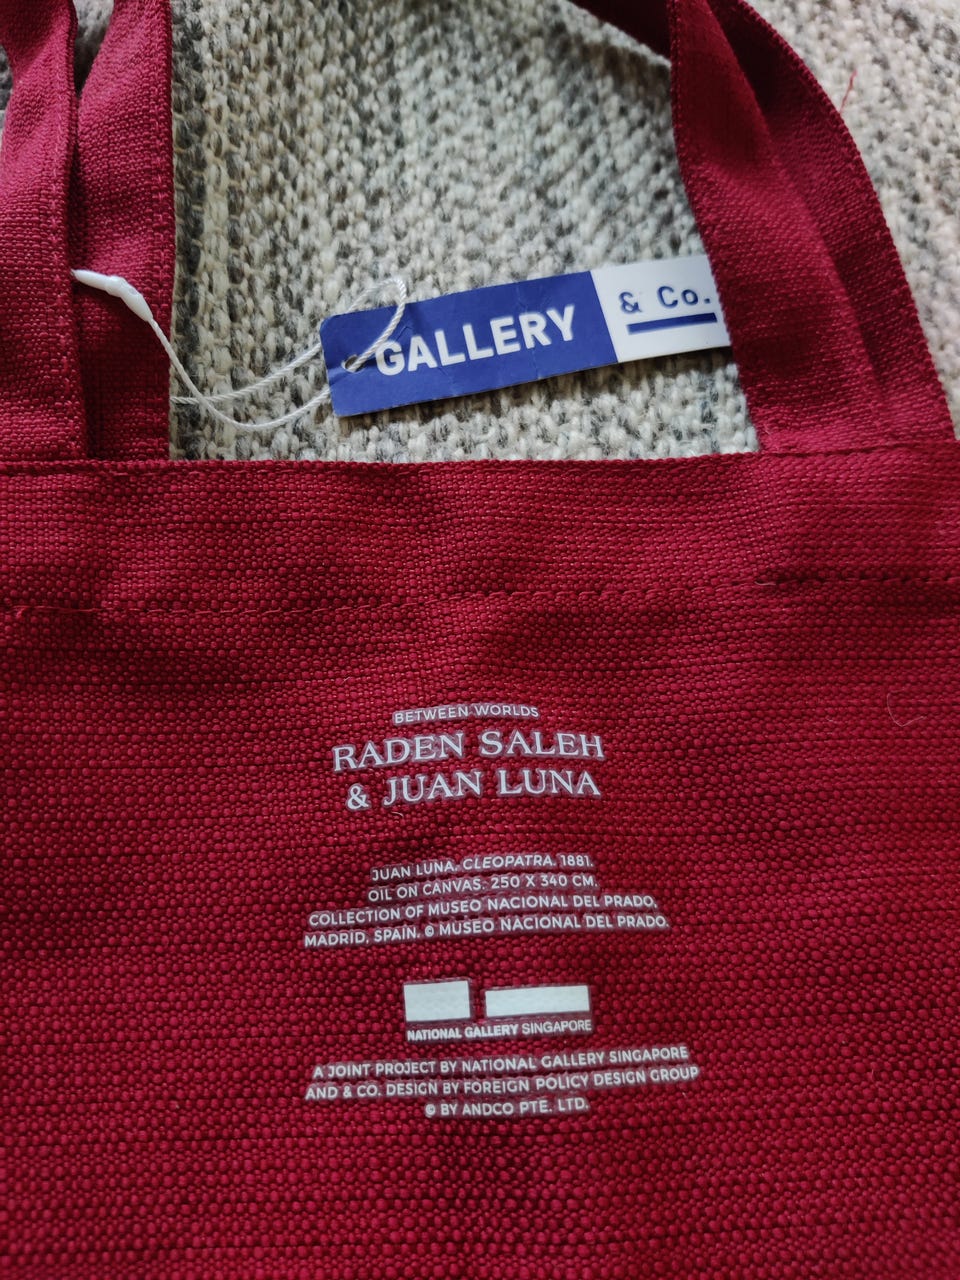 GALLERY & Co.
BETWEEN WORLDS
RADEN SALEH
& JUAN LUNA
JUAN LUNA. CLEOPATRA. 1881.
OIL ON CANVAS. 250 X 340 CM.
COLLECTION OF MUSEO NACIONAL DEL PRADO,
MADRID, SPAIN. © MUSEO NACIONAL DEL PRADO.
NATIONAL GALLERY SINGAPORE
A JOINT PROJECT BY NATIONAL GALLERY SINGAPORE
AND & CO. DESIGN BY FOREIGN POLICY DESIGN GROUP
© BY ANDCO PTE. LTD.